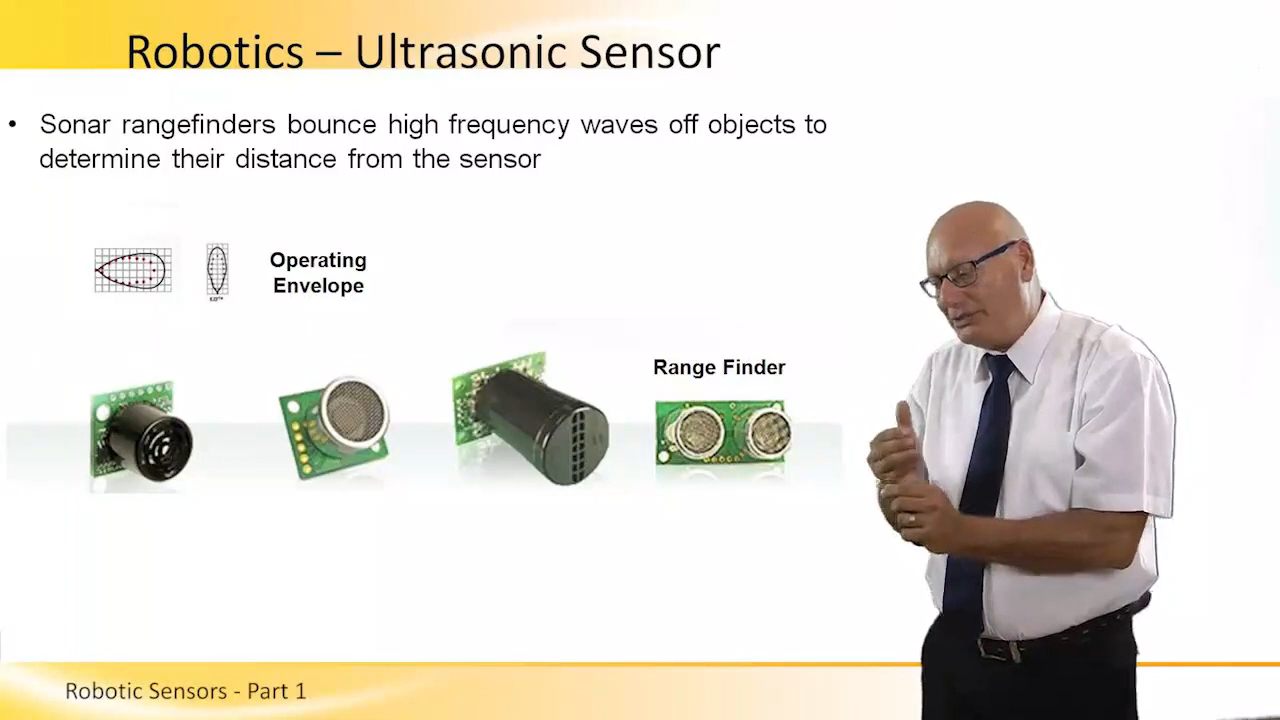 Robotics – Ultrasonic Sensor
• Sonar rangefinders bounce high frequency waves off objects to
determine their distance from the sensor
Operating
Envelope
Range Finder
Robotic Sensors - Part 1